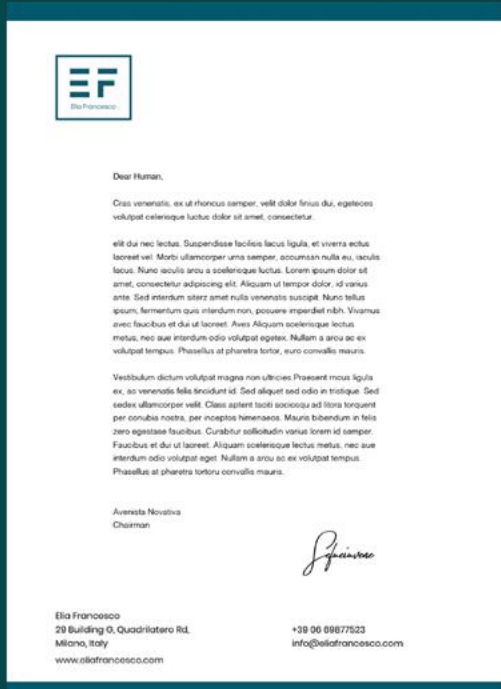 EF
Elia Francesco
Dear Human,
Cras venenatis, ex ut rhoncus semper, velit dolor finius dui, egeteces
volutpat celerisque luctus dolor sit amet, consectetur.
elit dui nec lectus. Suspendisse facilisis lacus ligula, et viverra ectus
laoreet vel. Morbi ullamcorper urna semper, accumsan nulla eu, iaculis
lacus. Nunc iaculis arcu a scelerisque luctus. Lorem ipsum dolor sit
amet, consectetur adipiscing elit. Aliquam ut tempor dolor, id varius
ante. Sed interdum siterz amet nulla venenatis suscipit. Nunc tellus
ipsum, fermentum quis interdum non, posuere imperdiet nibh. Vivamus
avec faucibus et dui ut laoreet. Aves Aliquam scelerisque lectus
metus, nec aue interdum odio volutpat egetex. Nullam a arcu ac ex
volutpat tempus. Phasellus at pharetra tortor, euro convallis mauris.
Vestibulum dictum volutpat magna non ultricies Praesent mcus ligula
ex, ac venenatis felis tincidunt id. Sed aliquet sed odio in tristique. Sed
sedex ullamcorper velit. Class aptent taciti sociosqu ad litora torquent
per conubia nostra, per inceptos himenaeos. Mauris bibendum in felis
zero egestase faucibus. Curabitur sollicitudin varius lorem id semper.
Faucibus et dui ut laoreet. Aliquam scelerisque lectus metus, nec aue
interdum odio volutpat eget. Nullam a arcu ac ex volutpat tempus.
Phasellus at pharetra tortoru convallis mauris.
Avenista Novativa
Chairman
Elia Francesco
29 Building G, Quadrilatero Rd,
Milano, Italy
www.eliafrancesco.com
+39 06 69877523
info@eliafrancesco.com